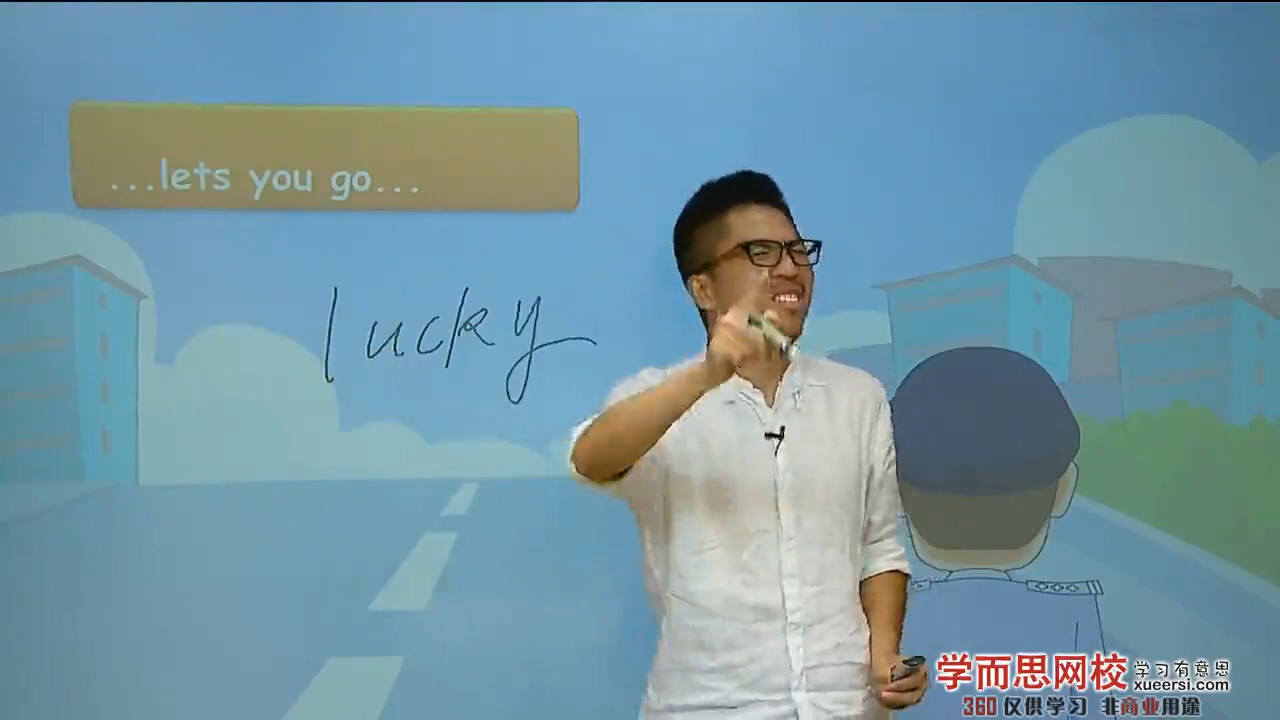 ...lets you go...
lucky
学而思网校 学习有意思
xueersi.com
360 仅供学习 非商业用途